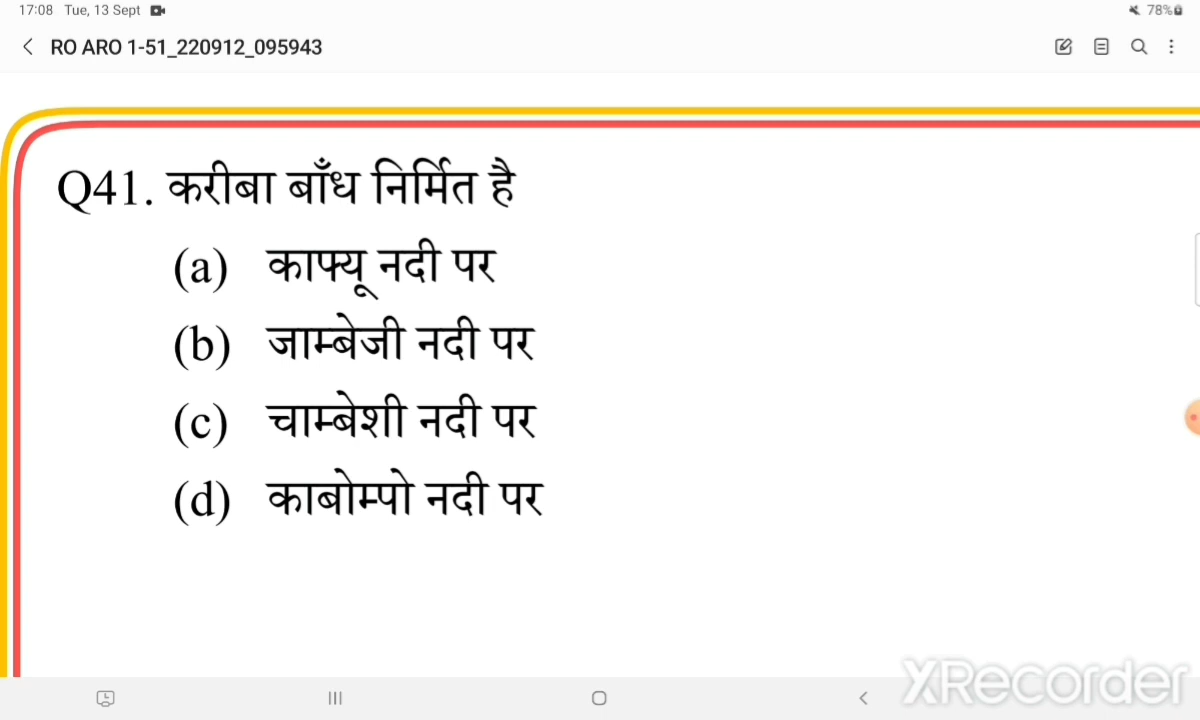 17:08 Tue, 13 Sept 78%
RO ARO 1-51_220912_095943
Q41. करीबा बाँध निर्मित है
(a) काफ्यू नदी पर
(b) जाम्बेजी नदी पर
(c) चाम्बेशी नदी पर
(d) काबोम्पो नदी पर
XRecorder